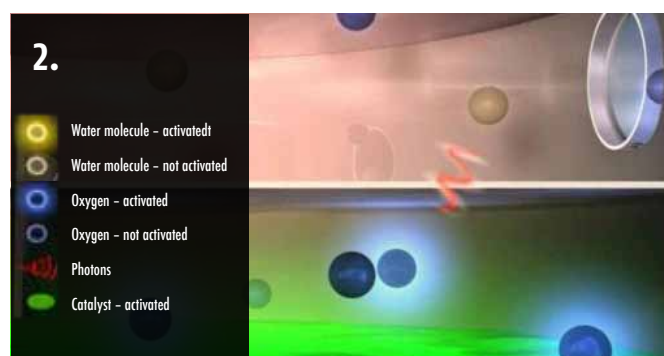 2.
Water molecule – activatedt
Water molecule – not activated
Oxygen – activated
Oxygen – not activated
Photons
Catalyst – activated